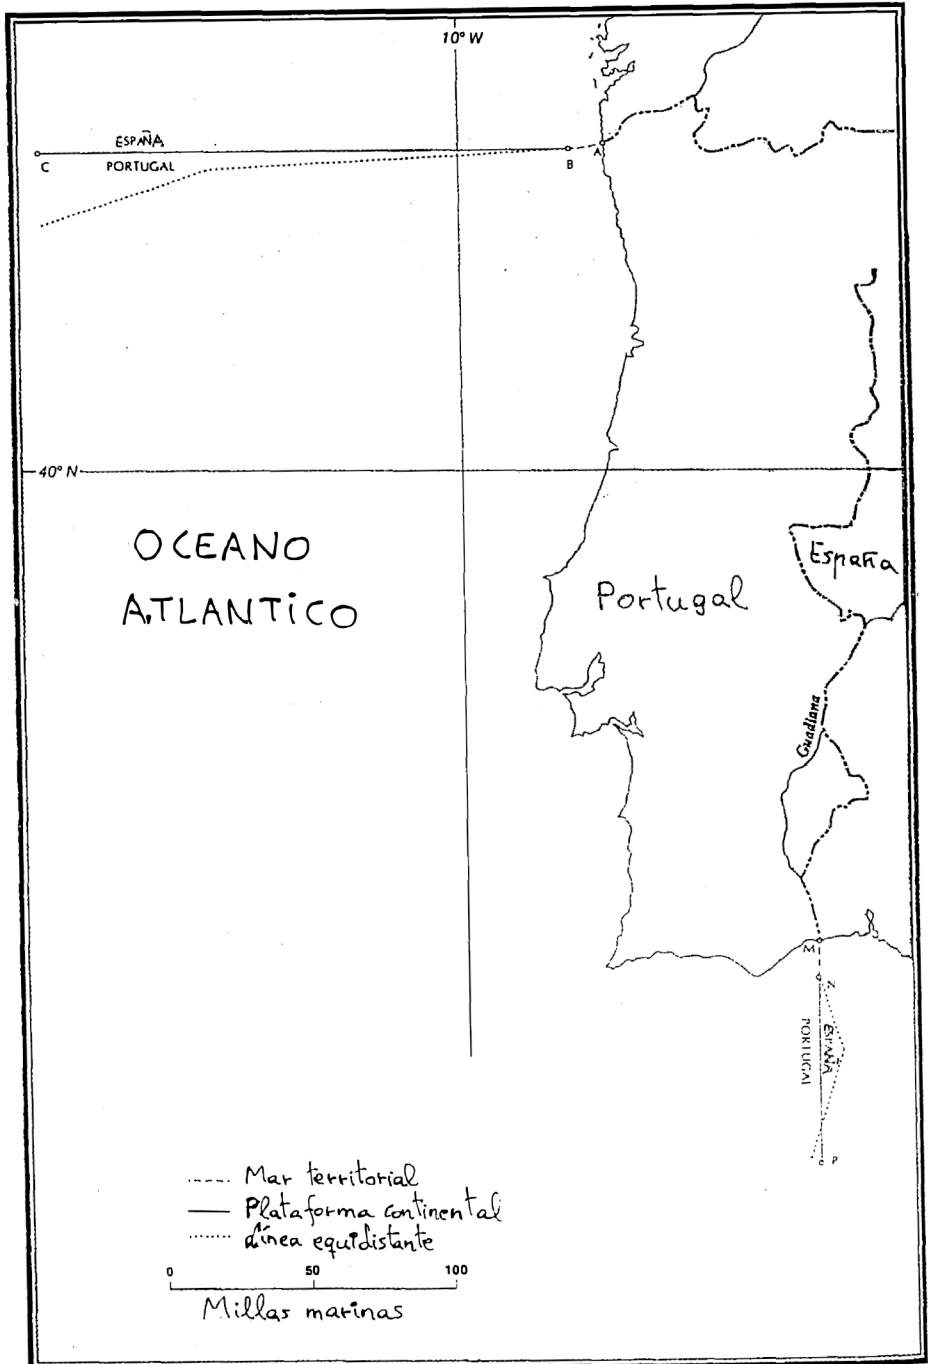 10° W
ESPAÑA
C
PORTUGAL
B
A
40° N
OCEANO
ATLANTICO
Portugal
España
Guadiana
M
N
PORTUGAL
ESPAÑA
P
Mar territorial
Plataforma continental
Línea equidistante
0 50 100
Millas marinas